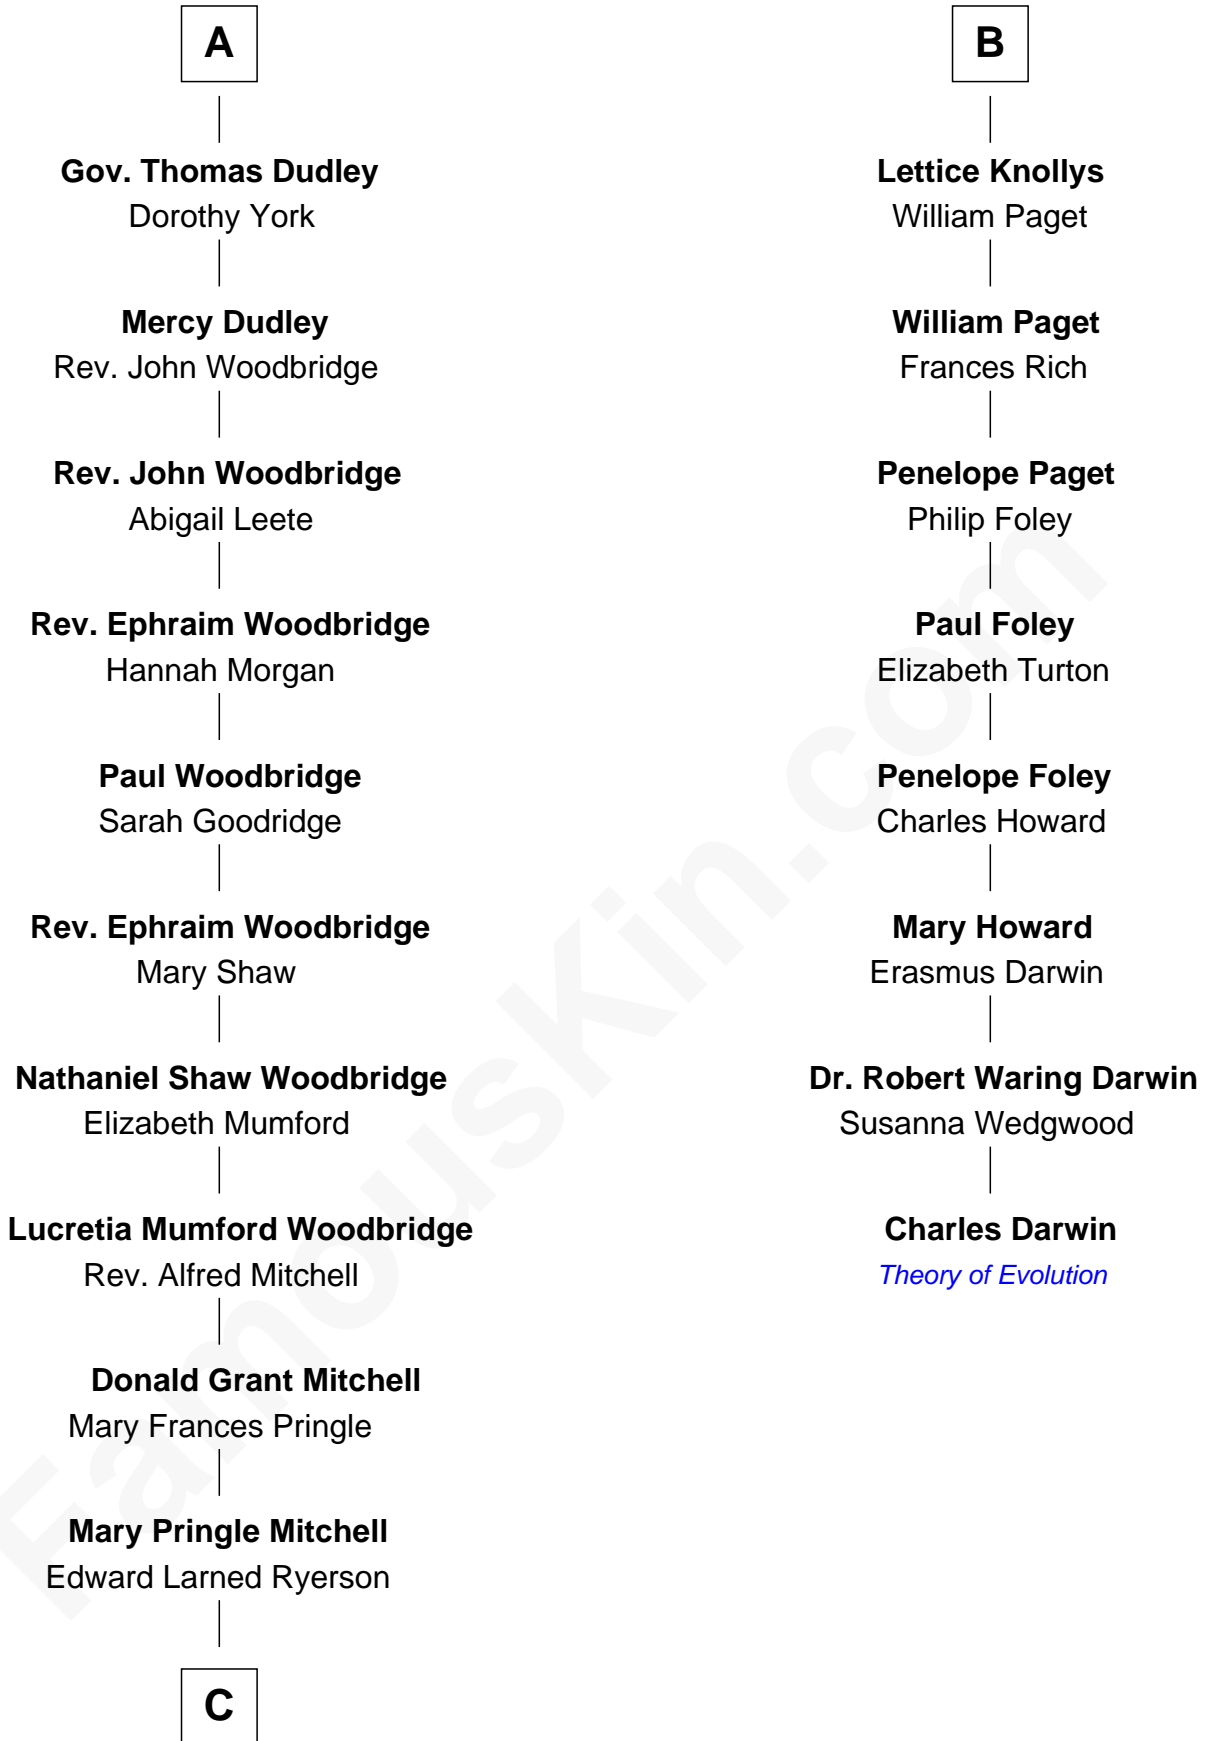 A
Gov. Thomas Dudley
Dorothy York
Mercy Dudley
Rev. John Woodbridge
Rev. John Woodbridge
Abigail Leete
Rev. Ephraim Woodbridge
Hannah Morgan
Paul Woodbridge
Sarah Goodridge
Rev. Ephraim Woodbridge
Mary Shaw
Nathaniel Shaw Woodbridge
Elizabeth Mumford
Lucretia Mumford Woodbridge
Rev. Alfred Mitchell
Donald Grant Mitchell
Mary Frances Pringle
Mary Pringle Mitchell
Edward Larned Ryerson
C
B
Lettice Knollys
William Paget
William Paget
Frances Rich
Penelope Paget
Philip Foley
Paul Foley
Elizabeth Turton
Penelope Foley
Charles Howard
Mary Howard
Erasmus Darwin
Dr. Robert Waring Darwin
Susanna Wedgwood
Charles Darwin
Theory of Evolution
FamousKin.com